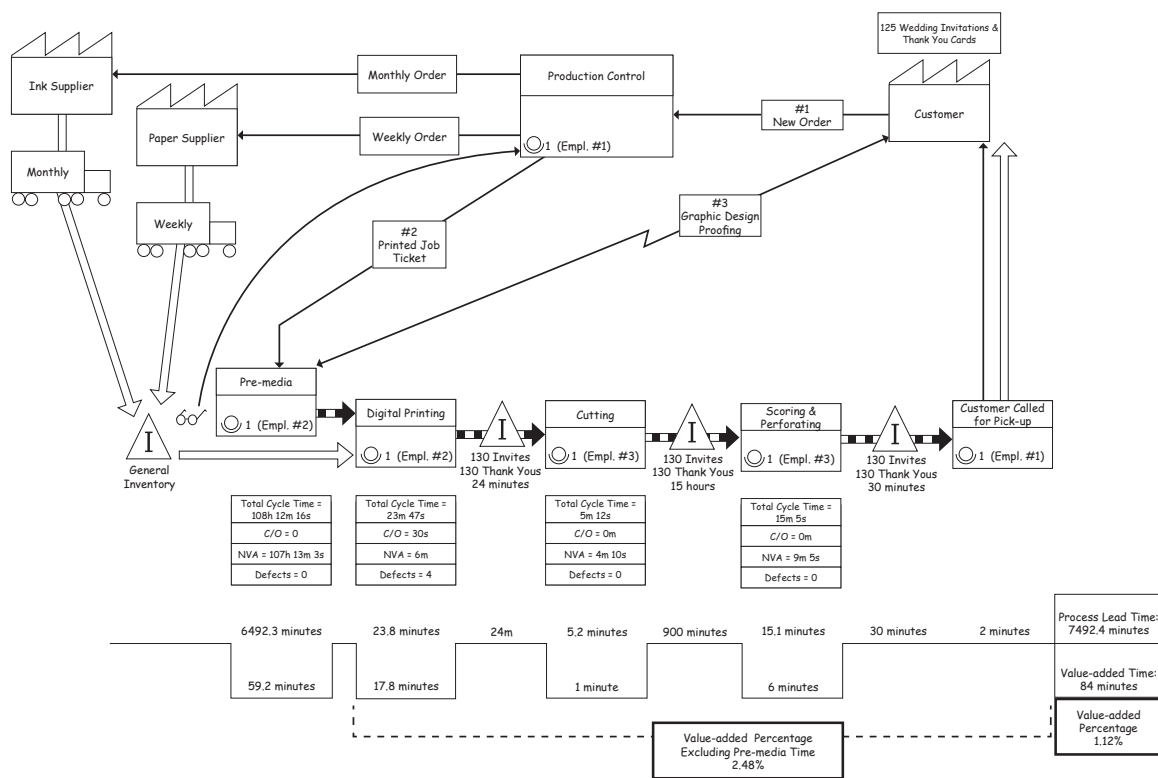 125 Wedding Invitations &
Thank You Cards
Ink Supplier
Monthly Order
Production Control
1 (Empl. #1)
#1
New Order
Customer
Paper Supplier
Weekly Order
Monthly
Weekly
#2
Printed Job
Ticket
#3
Graphic Design
Proofing
I
General
Inventory
Pre-media
1 (Empl. #2)
Digital Printing
1 (Empl. #2)
I
130 Invites
130 Thank Yous
24 minutes
Cutting
1 (Empl. #3)
I
130 Invites
130 Thank Yous
15 hours
Scoring &
Perforating
1 (Empl. #3)
I
130 Invites
130 Thank Yous
30 minutes
Customer Called
for Pick-up
1 (Empl. #1)
Total Cycle Time =
108h 12m 16s
C/O = 0
NVA = 107h 13m 3s
Defects = 0
Total Cycle Time =
23m 47s
C/O = 30s
NVA = 6m
Defects = 4
Total Cycle Time =
5m 12s
C/O = 0m
NVA = 4m 10s
Defects = 0
Total Cycle Time =
15m 5s
C/O = 0m
NVA = 9m 5s
Defects = 0
6492.3 minutes
23.8 minutes
24m
5.2 minutes
900 minutes
15.1 minutes
30 minutes
2 minutes
Process Lead Time:
7492.4 minutes
59.2 minutes
17.8 minutes
1 minute
6 minutes
Value-added Time:
84 minutes
Value-added Percentage
Excluding Pre-media Time
2.48%
Value-added
Percentage
1.12%